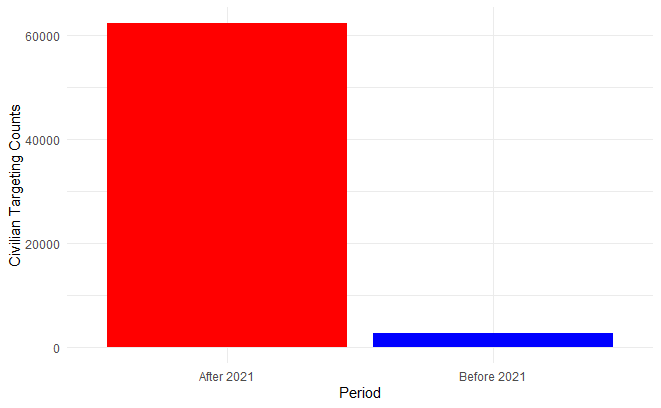 Civilian Targeting Counts
60000
40000
20000
0
After 2021
Before 2021
Period